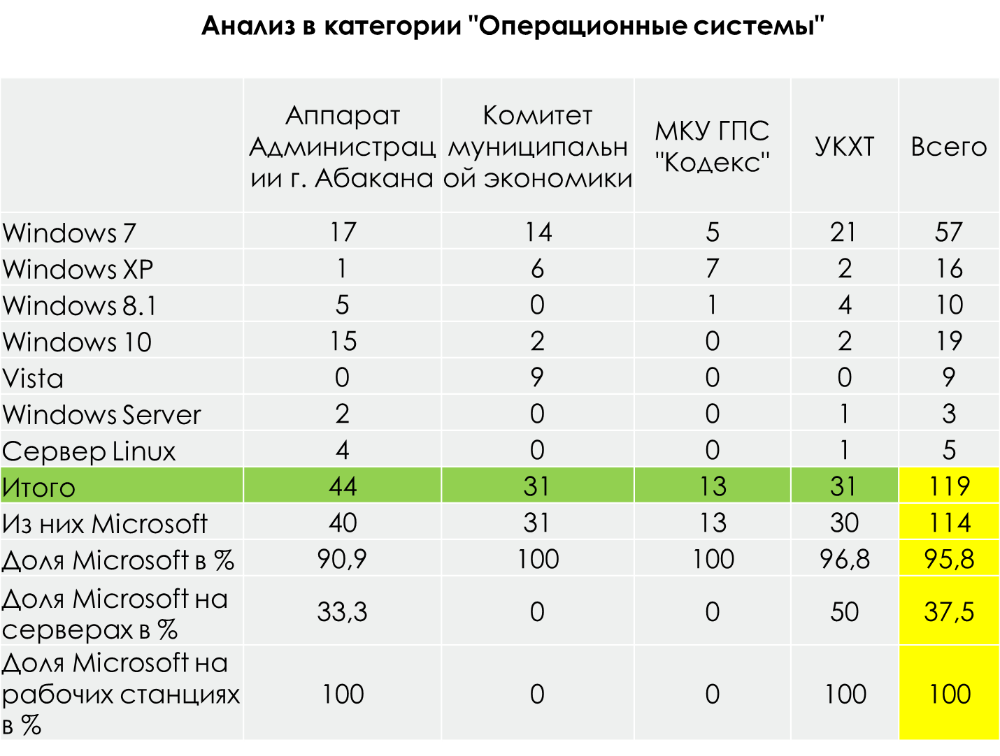 Анализ в категории "Операционные системы"
Аппарат
Администрац
ии г. Абакана
Комитет
муниципальн
ой экономики
МКУ ГПС
"Кодекс"
УКХТ
Всего
Windows 7 17 14 5 21 57
Windows XP 1 6 7 2 16
Windows 8.1 5 0 1 4 10
Windows 10 15 2 0 2 19
Vista 0 9 0 0 9
Windows Server 2 0 0 1 3
Сервер Linux 4 0 0 1 5
Итого 44 31 13 31 119
Из них Microsoft 40 31 13 30 114
Доля Microsoft в % 90,9 100 100 96,8 95,8
Доля Microsoft на
серверах в % 33,3 0 0 50 37,5
Доля Microsoft на
рабочих станциях 100 0 0 100 100
в %